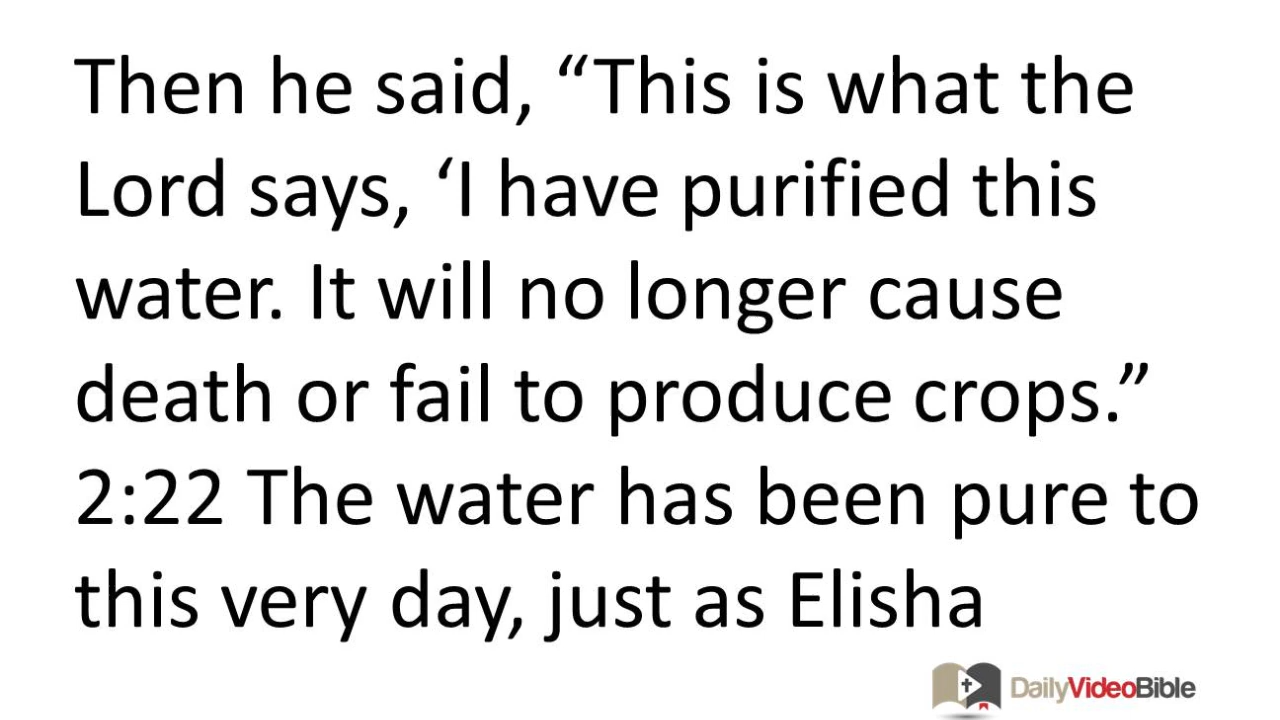 Then he said, “This is what the
Lord says, ‘I have purified this
water. It will no longer cause
death or fail to produce crops.”
2:22 The water has been pure to
this very day, just as Elisha
DailyVideoBible